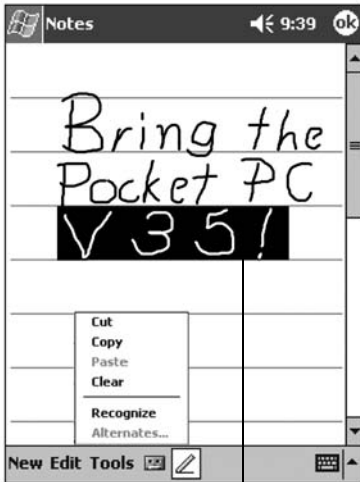 Notes 9:39 ok
Bring the
Pocket PC
V35!
Cut
Copy
Paste
Clear
Recognize
Alternates...
New Edit Tools